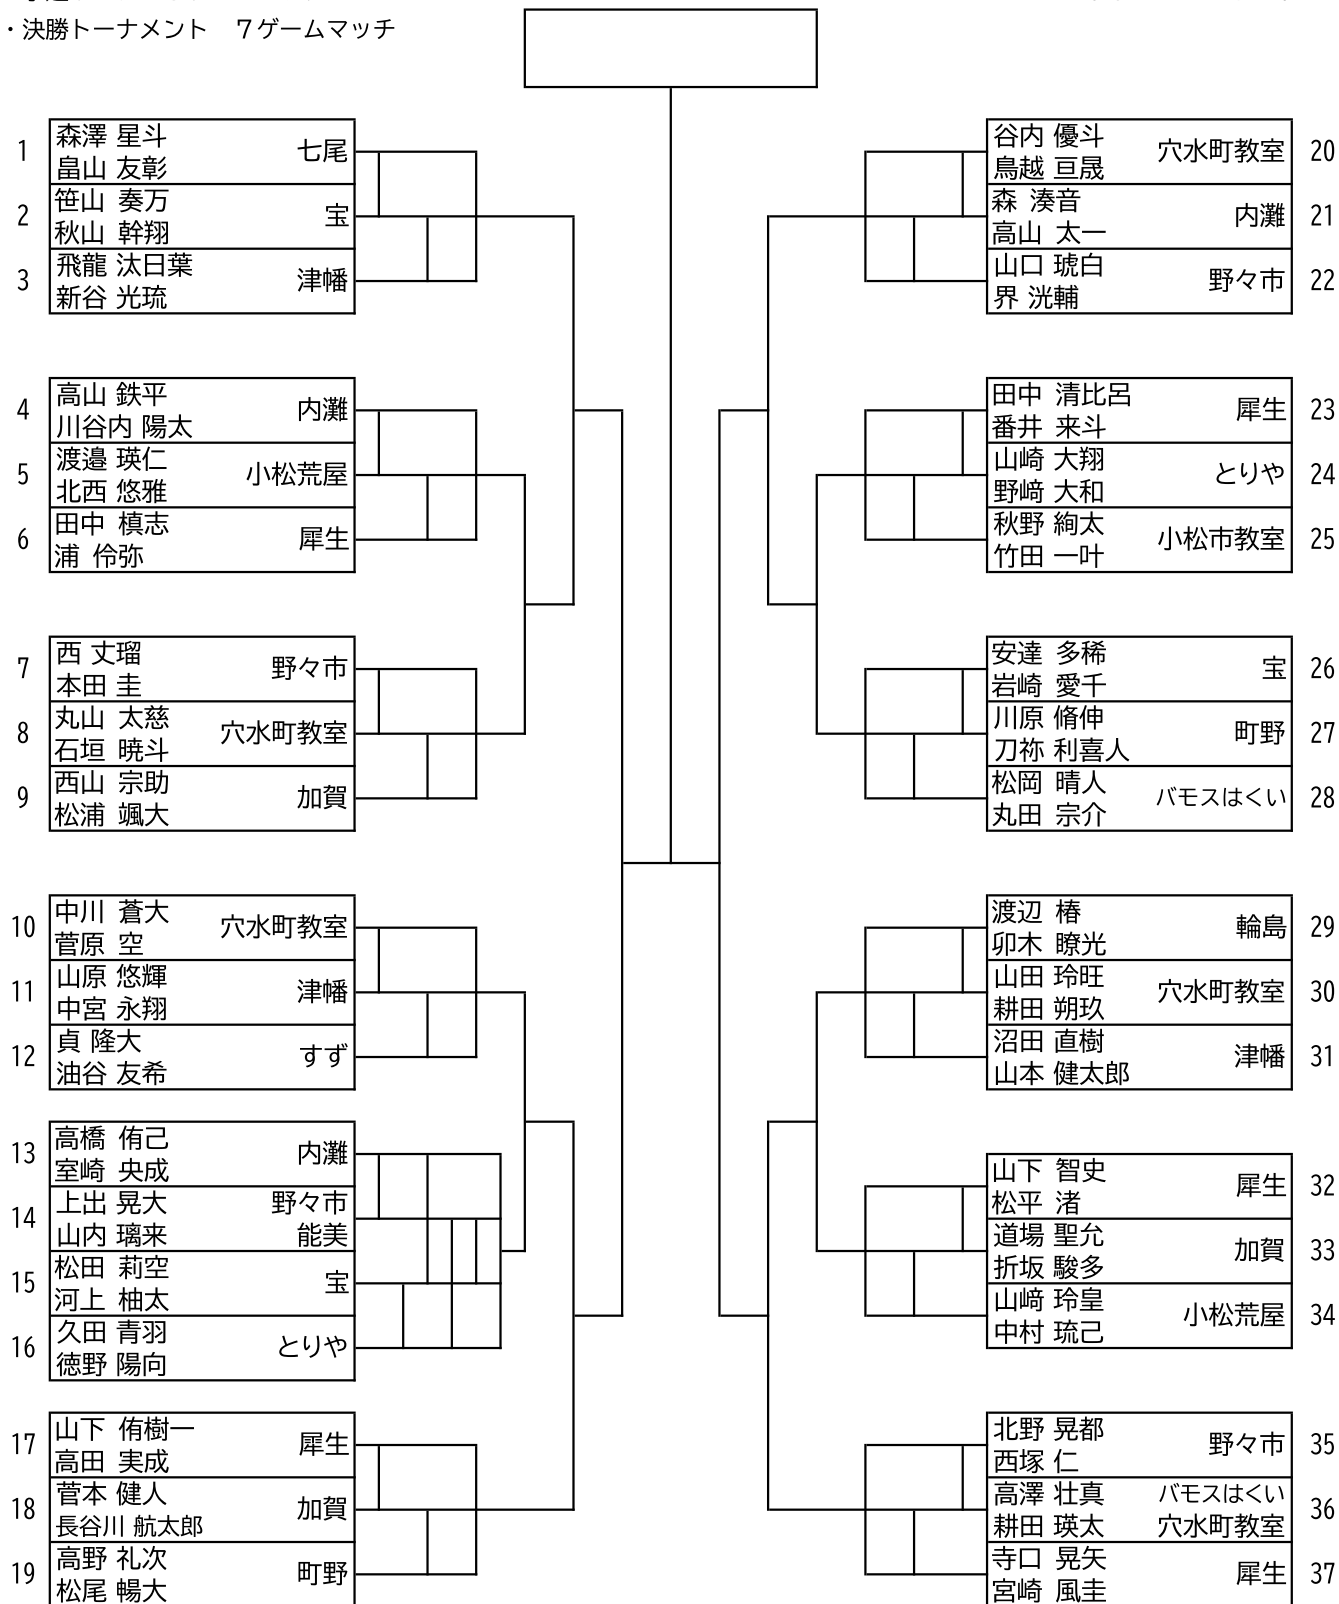 ・決勝トーナメント　７ゲームマッチ
1 森澤 星斗 七尾
畠山 友彰
2 笹山 奏万 宝
秋山 幹翔
3 飛龍 汰日葉 津幡
新谷 光琉
4 高山 鉄平 内灘
川谷内 陽太
5 渡邉 瑛仁 小松荒屋
北西 悠雅
6 田中 槙志 犀生
浦 伶弥
7 西 丈瑠 野々市
本田 圭
8 丸山 太慈 穴水町教室
石垣 暁斗
9 西山 宗助 加賀
松浦 颯大
10 中川 蒼大 穴水町教室
菅原 空
11 山原 悠輝 津幡
中宮 永翔
12 貞 隆大 すず
油谷 友希
13 高橋 侑己 内灘
室崎 央成
14 上出 晃大 野々市
山内 璃来 能美
15 松田 莉空 宝
河上 柚太
16 久田 青羽 とりや
徳野 陽向
17 山下 侑樹一 犀生
高田 実成
18 菅本 健人 加賀
長谷川 航太郎
19 高野 礼次 町野
松尾 暢大
谷内 優斗 穴水町教室 20
鳥越 亘晟
森 湊音 内灘 21
高山 太一
山口 琥白 野々市 22
界 洸輔
田中 清比呂 犀生 23
番井 来斗
山崎 大翔 とりや 24
野﨑 大和
秋野 絢太 小松市教室 25
竹田 一叶
安達 多稀 宝 26
岩崎 愛千
川原 脩伸 町野 27
刀祢 利喜人
松岡 晴人 バモスはくい 28
丸田 宗介
渡辺 椿 輪島 29
卯木 瞭光
山田 玲旺 穴水町教室 30
耕田 朔玖
沼田 直樹 津幡 31
山本 健太郎
山下 智史 犀生 32
松平 渚
道場 聖允 加賀 33
折坂 駿多
山﨑 玲皇 小松荒屋 34
中村 琉己
北野 晃都 野々市 35
西塚 仁
高澤 壮真 バモスはくい 36
耕田 瑛太 穴水町教室
寺口 晃矢 犀生 37
宮崎 風圭